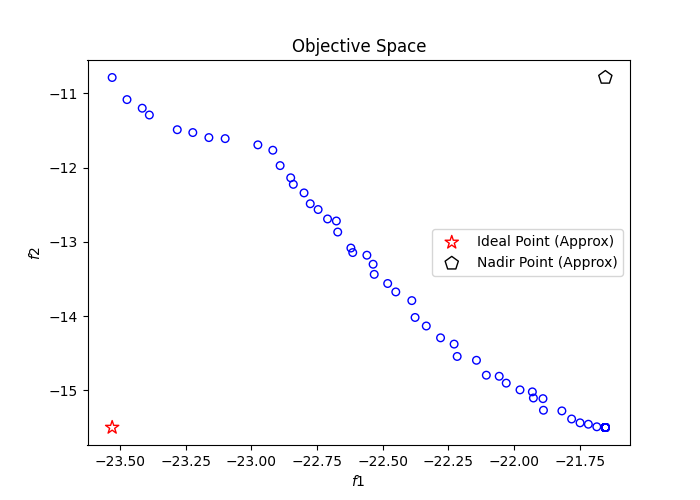 Objective Space
−11
−12
−13
−14
−15
f2
Ideal Point (Approx)
Nadir Point (Approx)
−23.50 −23.25 −23.00 −22.75 −22.50 −22.25 −22.00 −21.75
f1